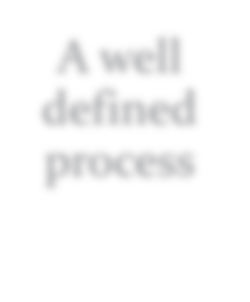 A well
defined
process